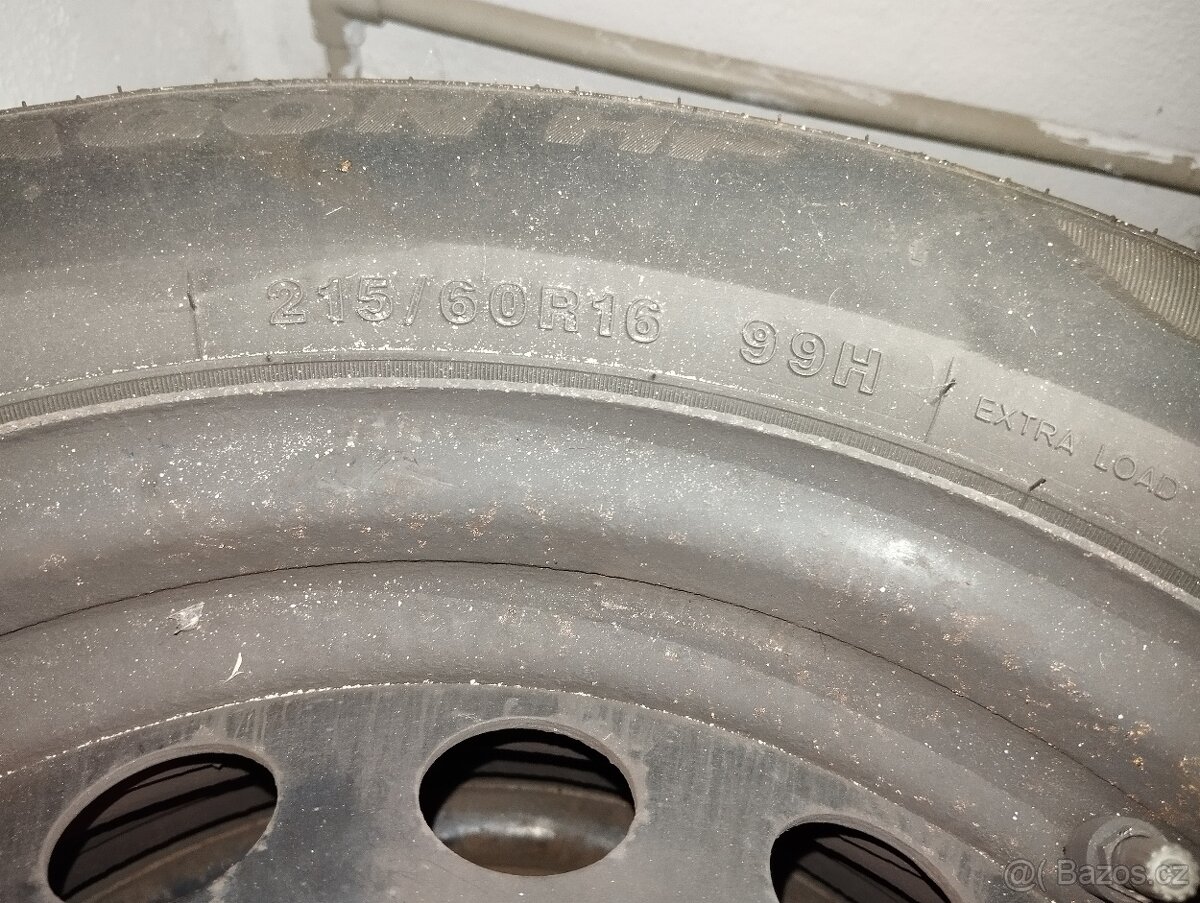 215/60R16 99H
EXTRA LOAD
@( Bazos.cz